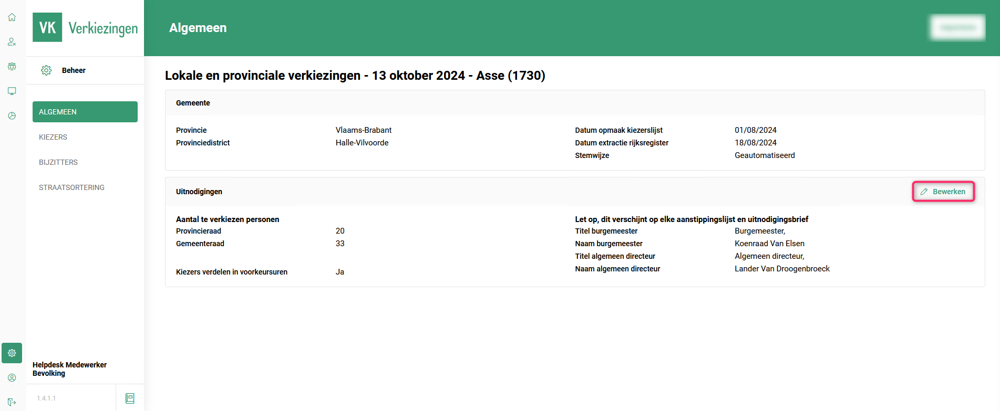 VK Verkiezingen
Beheer
ALGEMEEN
KIEZERS
BIJZITTERS
STRAATSORTERING
Helpdesk Medewerker
Bevolking
1.4.1.1
Algemeen
Lokale en provinciale verkiezingen - 13 oktober 2024 - Asse (1730)
Gemeente
Provincie Vlaams-Brabant
Provinciedistrict Halle-Vilvoorde
Datum opmaak kiezerslijst 01/08/2024
Datum extractie rijksregister 18/08/2024
Stemwijze Geautomatiseerd
Uitnodigingen
Bewerken
Aantal te verkiezen personen
Provincieraad 20
Gemeenteraad 33
Kiezers verdelen in voorkeursuren Ja
Let op, dit verschijnt op elke aanstippingslijst en uitnodigingsbrief
Titel burgemeester Burgemeester,
Naam burgemeester Koenraad Van Elsen
Titel algemeen directeur Algemeen directeur,
Naam algemeen directeur Lander Van Droogenbroeck